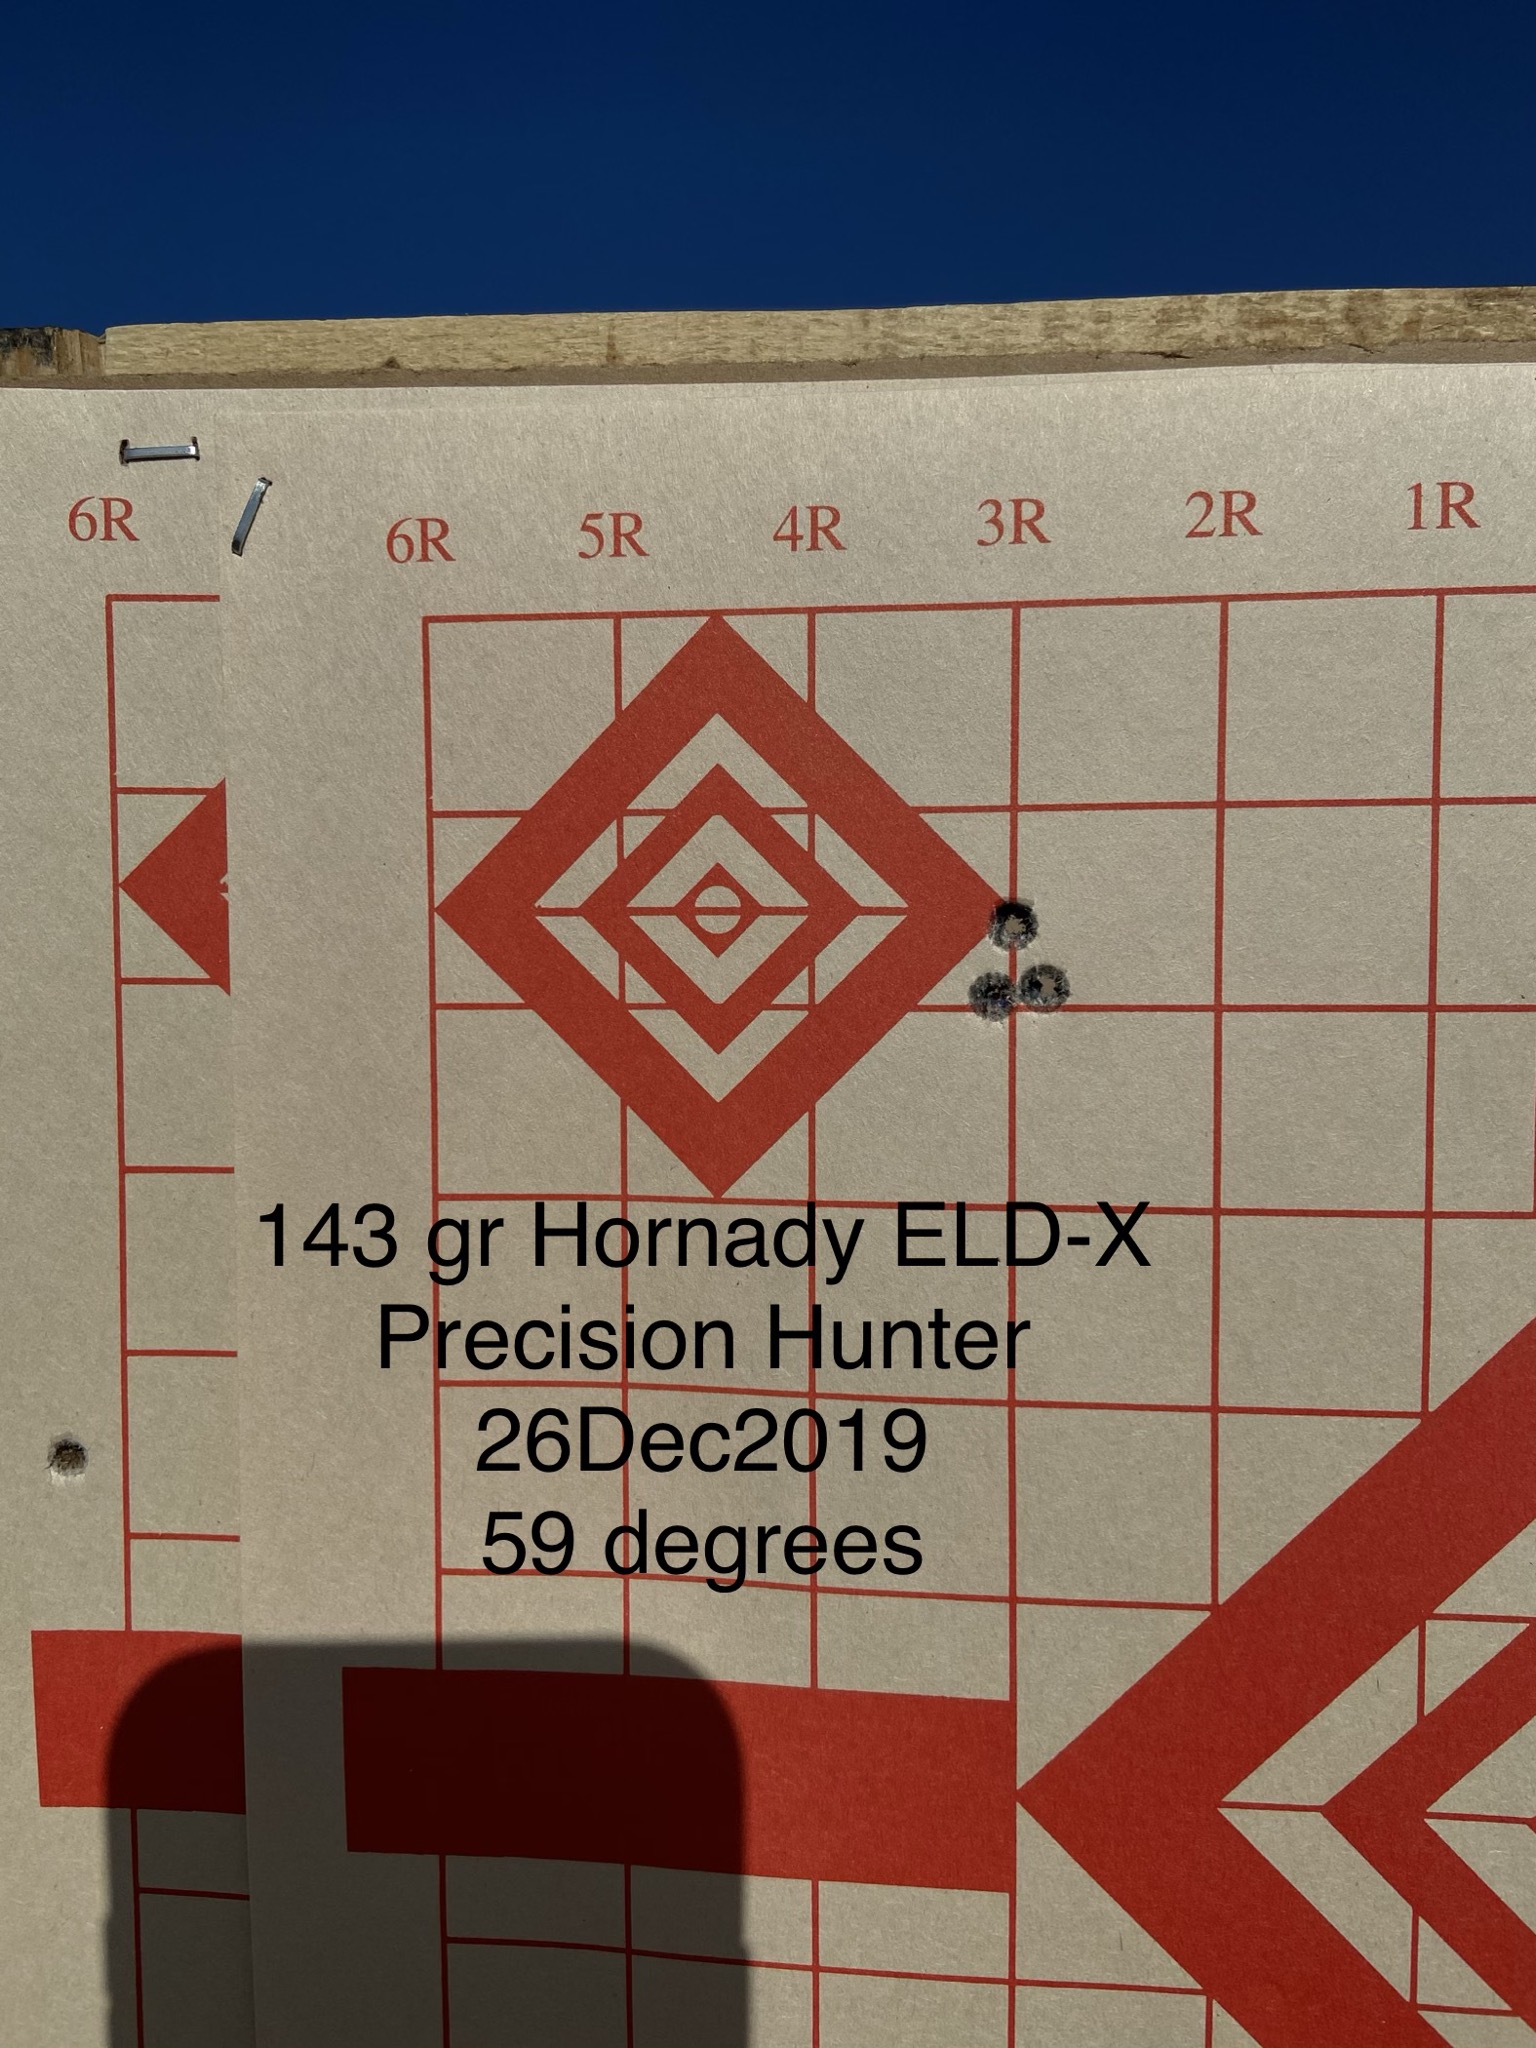 6R 6R 5R 4R 3R 2R 1R
143 gr Hornady ELD-X
Precision Hunter
26Dec2019
59 degrees